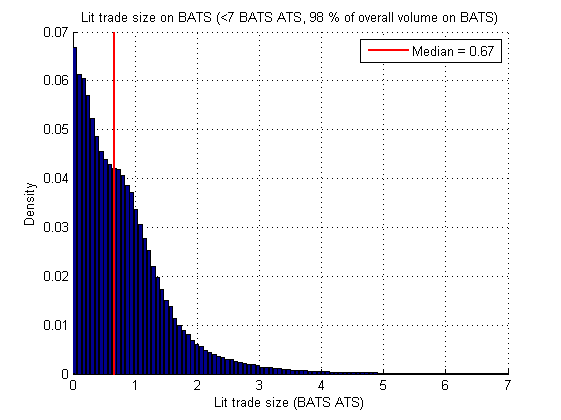 Lit trade size on BATS (<7 BATS ATS, 98 % of overall volume on BATS)
0.07
Median = 0.67
0.06
0.05
0.04
Density
0.03
0.02
0.01
0
0 1 2 3 4 5 6 7
Lit trade size (BATS ATS)